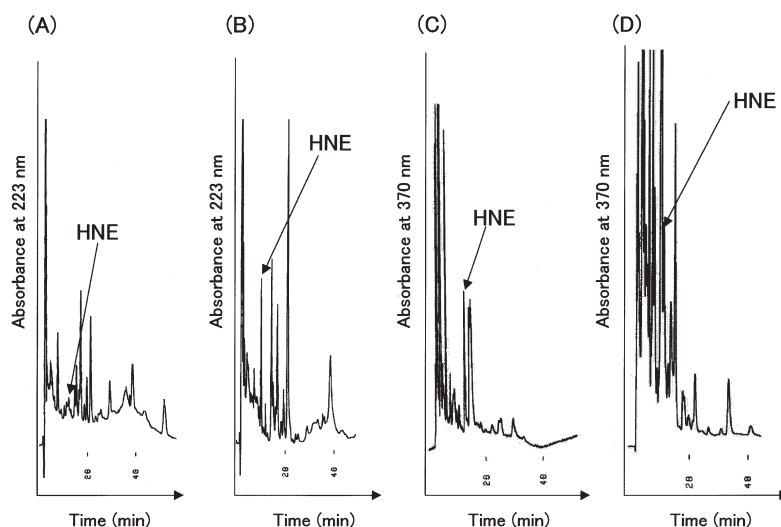 (A)
Absorbance at 223 nm
HNE
20
40
Time (min)
(B)
Absorbance at 223 nm
HNE
20
40
Time (min)
(C)
Absorbance at 370 nm
HNE
20
40
Time (min)
(D)
Absorbance at 370 nm
HNE
20
40
Time (min)